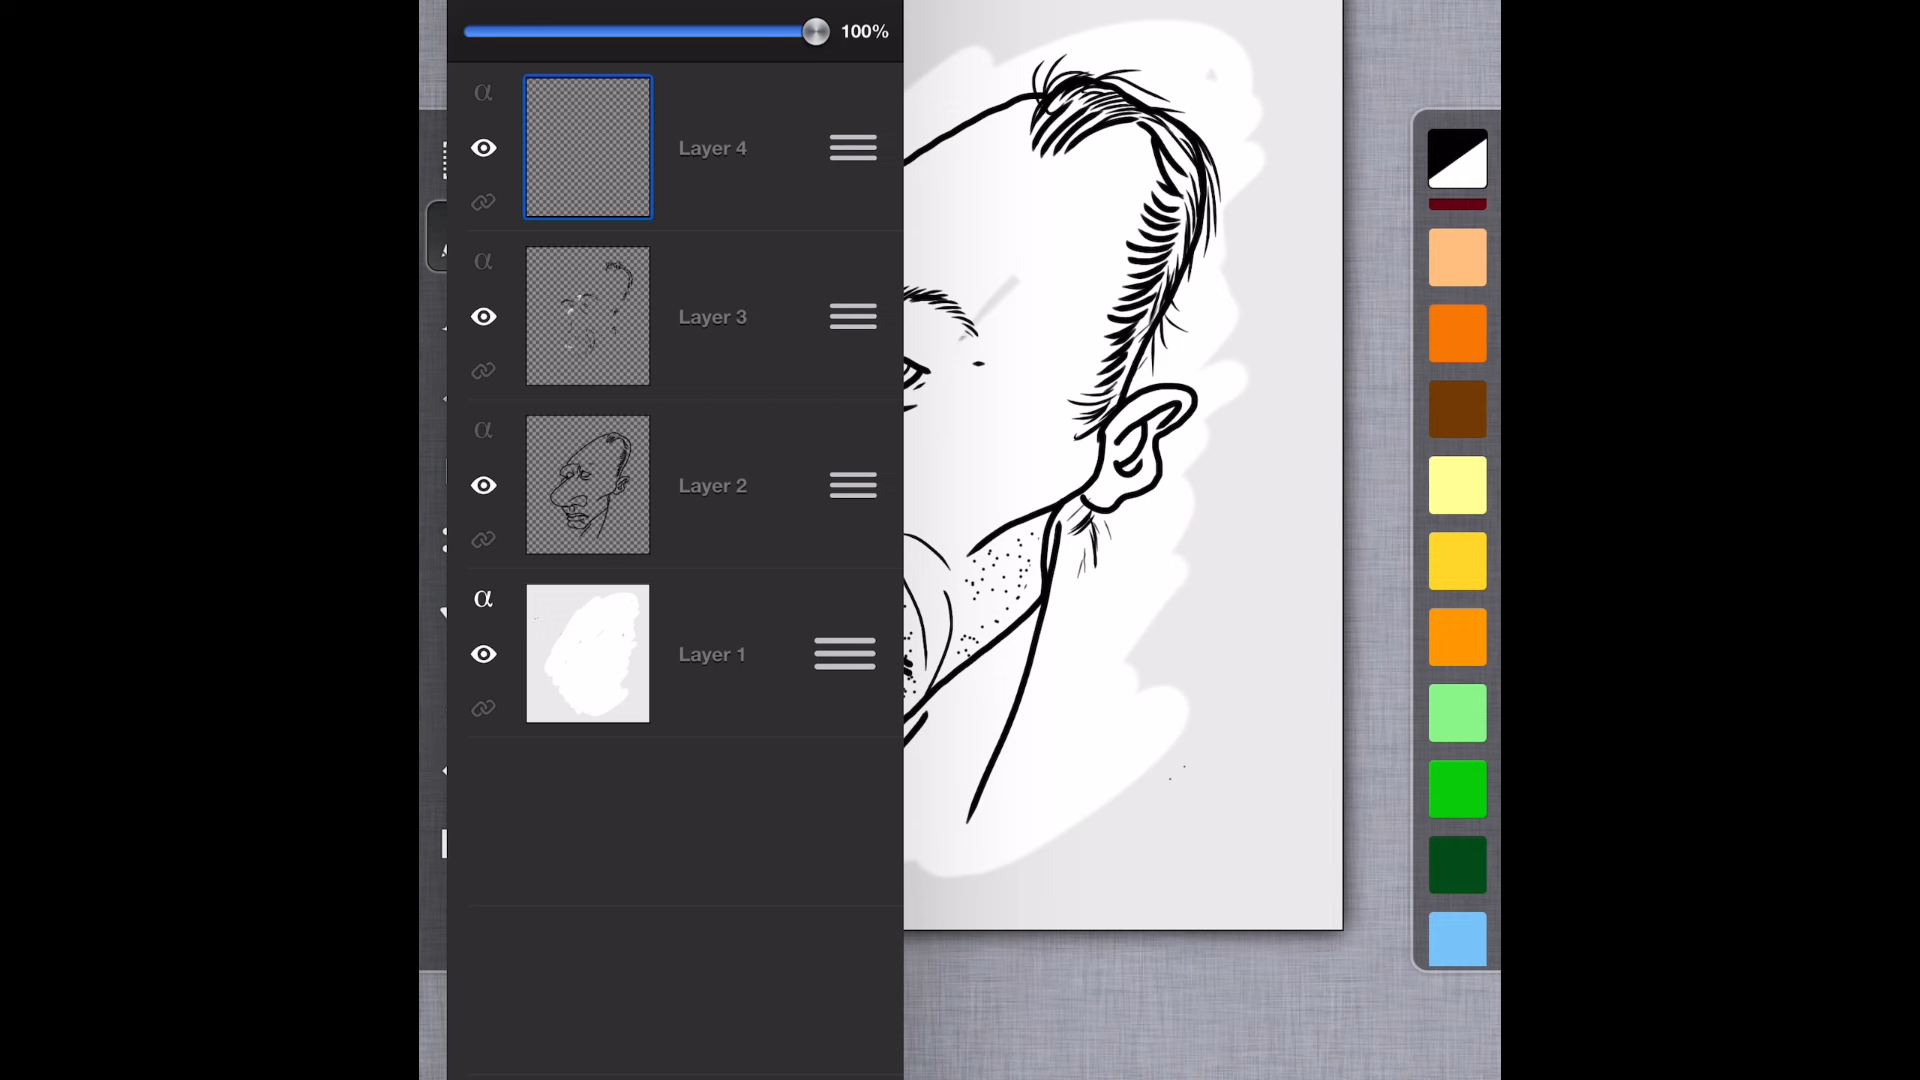 100%
α
Layer 4
α
Layer 3
α
Layer 2
α
Layer 1